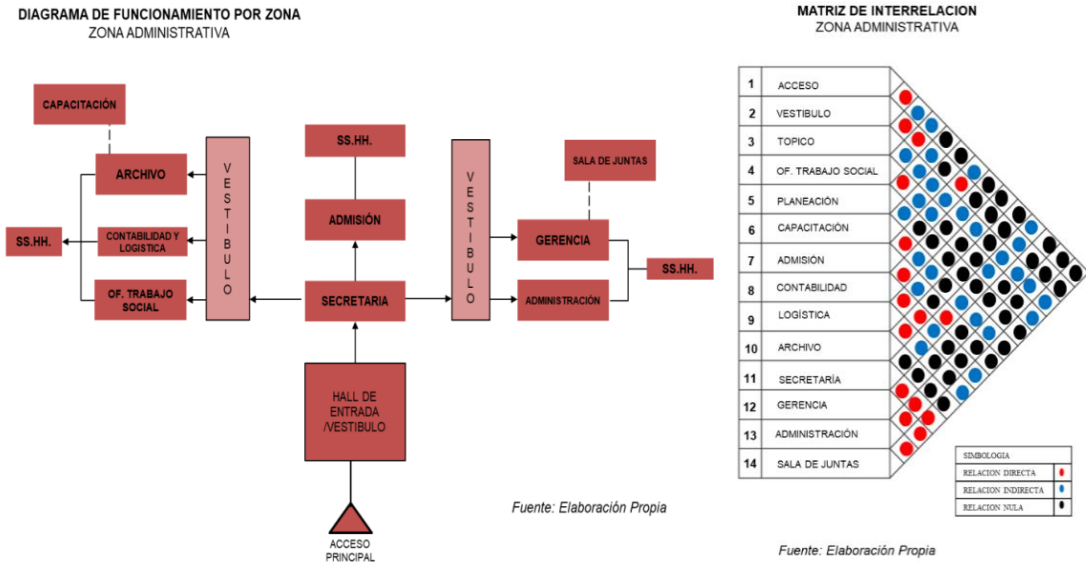 DIAGRAMA DE FUNCIONAMIENTO POR ZONA
ZONA ADMINISTRATIVA
CAPACITACIÓN
ARCHIVO
SS.HH.
CONTABILIDAD Y
LOGISTICA
OF. TRABAJO
SOCIAL
VESTIBULO
SS.HH.
ADMISIÓN
SECRETARIA
HALL DE
ENTRADA
/VESTIBULO
ACCESO
PRINCIPAL
VESTIBULO
SALA DE JUNTAS
GERENCIA
ADMINISTRACIÓN
SS.HH.
Fuente: Elaboración Propia
MATRIZ DE INTERRELACION
ZONA ADMINISTRATIVA
1 ACCESO
2 VESTIBULO
3 TOPICO
4 OF. TRABAJO SOCIAL
5 PLANEACIÓN
6 CAPACITACIÓN
7 ADMISIÓN
8 CONTABILIDAD
9 LOGÍSTICA
10 ARCHIVO
11 SECRETARÍA
12 GERENCIA
13 ADMINISTRACIÓN
14 SALA DE JUNTAS
SIMBOLOGIA
RELACION DIRECTA
RELACION INDIRECTA
RELACION NULA
Fuente: Elaboración Propia